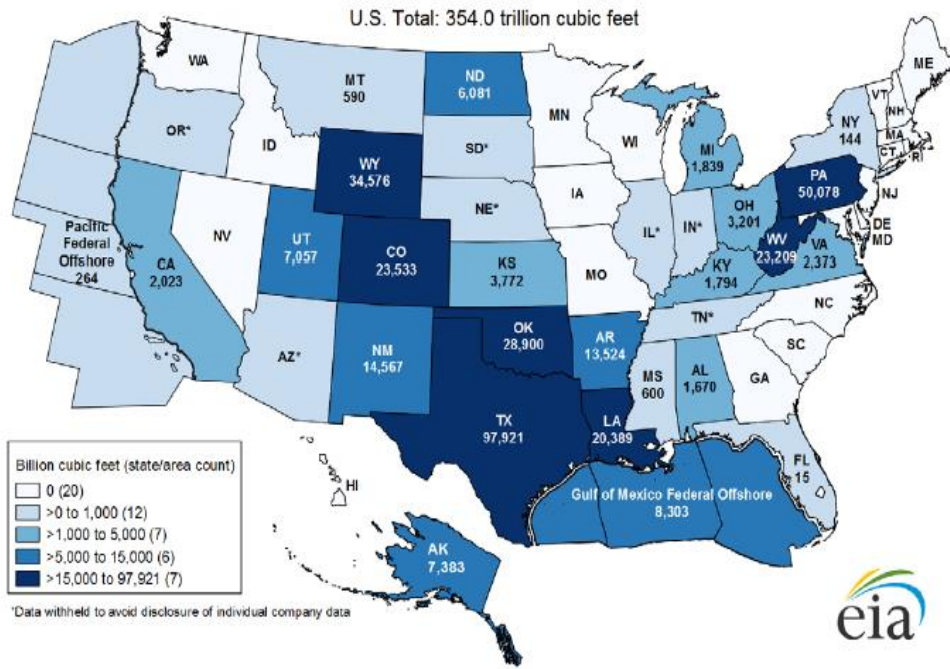 U.S. Total: 354.0 trillion cubic feet
WA
MT
590
ND
6,081
MN
ME
VT
NH
MA
CT
RI
NY
144
OR*
ID
SD*
WI
MI
1,839
WY
34,576
IA
PA
50,078
NJ
NE*
OH
3,201
IL*
IN*
DE
MD
Pacific
Federal
Offshore
264
NV
UT
7,057
CO
23,533
WV
23,209
VA
2,373
CA
2,023
KS
3,772
MO
KY
1,794
NC
TN*
AZ*
NM
14,567
OK
28,900
AR
13,524
SC
MS
600
AL
1,670
GA
TX
97,921
LA
20,389
FL
15
Gulf of Mexico Federal Offshore
8,303
HI
AK
7,383
Billion cubic feet (state/area count)
0 (20)
>0 to 1,000 (12)
>1,000 to 5,000 (7)
>5,000 to 15,000 (6)
>15,000 to 97,921 (7)
*Data withheld to avoid disclosure of individual company data
eia